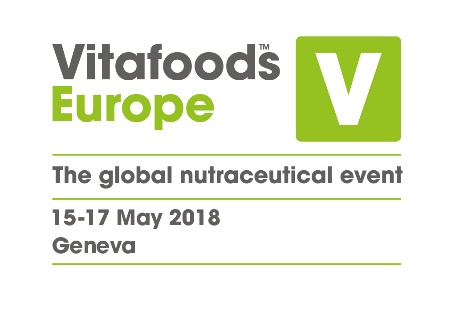 Vitafoods™
Europe
V
The global nutraceutical event
15-17 May 2018
Geneva